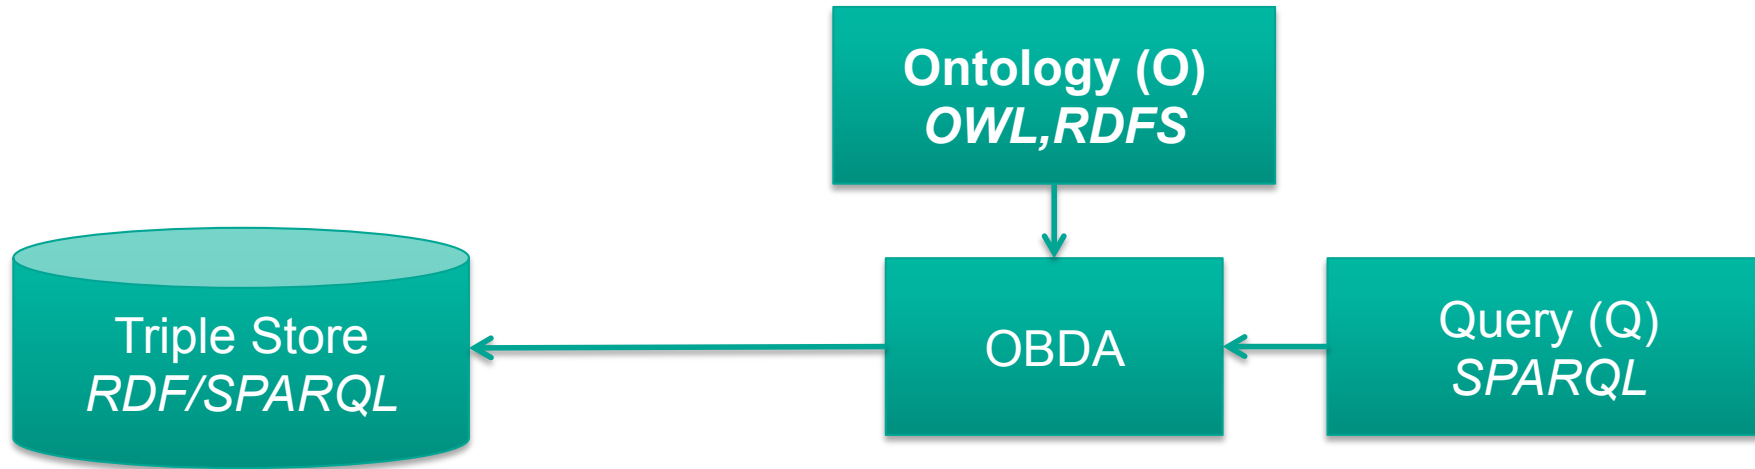 Ontology (O)
OWL,RDFS
Triple Store
RDF/SPARQL
OBDA
Query (Q)
SPARQL